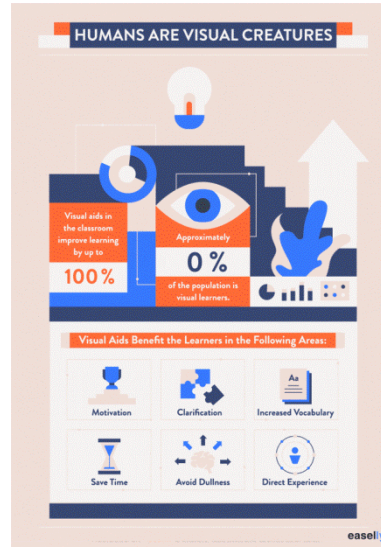 HUMANS ARE VISUAL CREATURES
Visual aids in
the classroom
improve learning
by up to
100%
Approximately
0%
of the population is
visual learners.
Visual Aids Benefit the Learners in the Following Areas:
Motivation
Clarification
Aa
Increased Vocabulary
Save Time
Avoid Dullness
Direct Experience
easelly